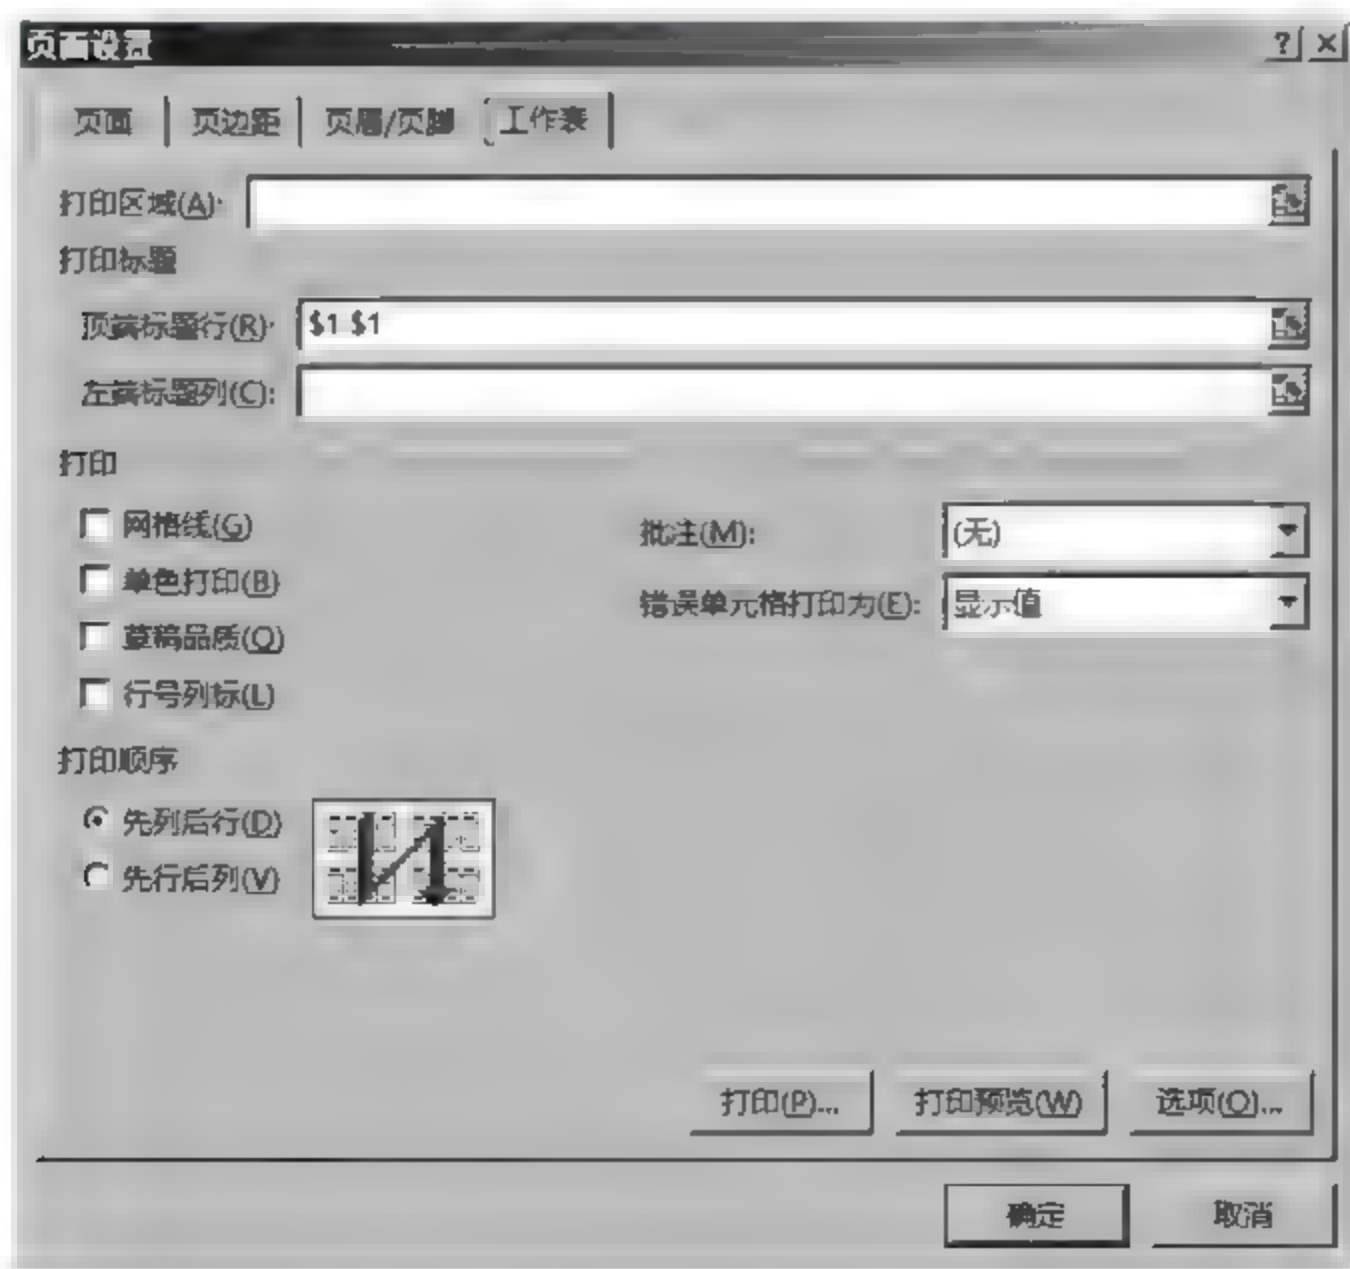 页面设置
页面 页边距 页眉/页脚 工作表
打印区域(A):
打印标题
顶端标题行(R): $1 $1
左端标题列(C):
打印
网格线(G) 批注(M): (无)
单色打印(B) 错误单元格打印为(E): 显示值
草稿品质(Q)
行号列标(L)
打印顺序
先列后行(D)
先行后列(V)
打印(P)... 打印预览(W) 选项(O)...
确定 取消